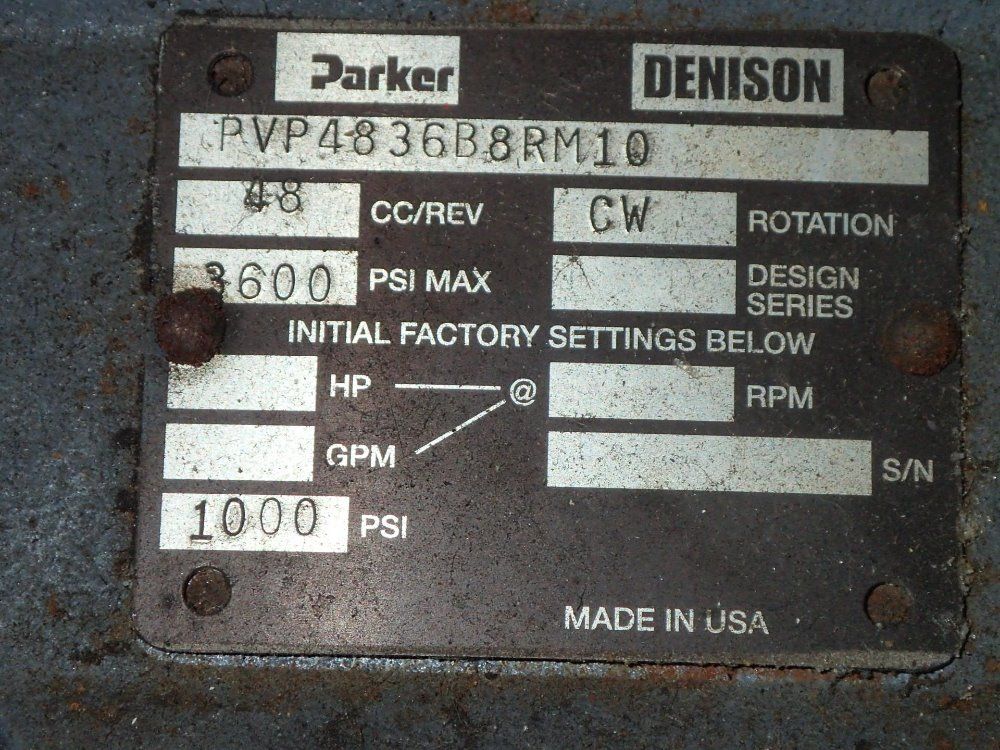 Parker DENISON
PVP4836B8RM10
48 CC/REV CW ROTATION
3600 PSI MAX DESIGN SERIES
INITIAL FACTORY SETTINGS BELOW
HP @ RPM
GPM S/N
1000 PSI
MADE IN USA